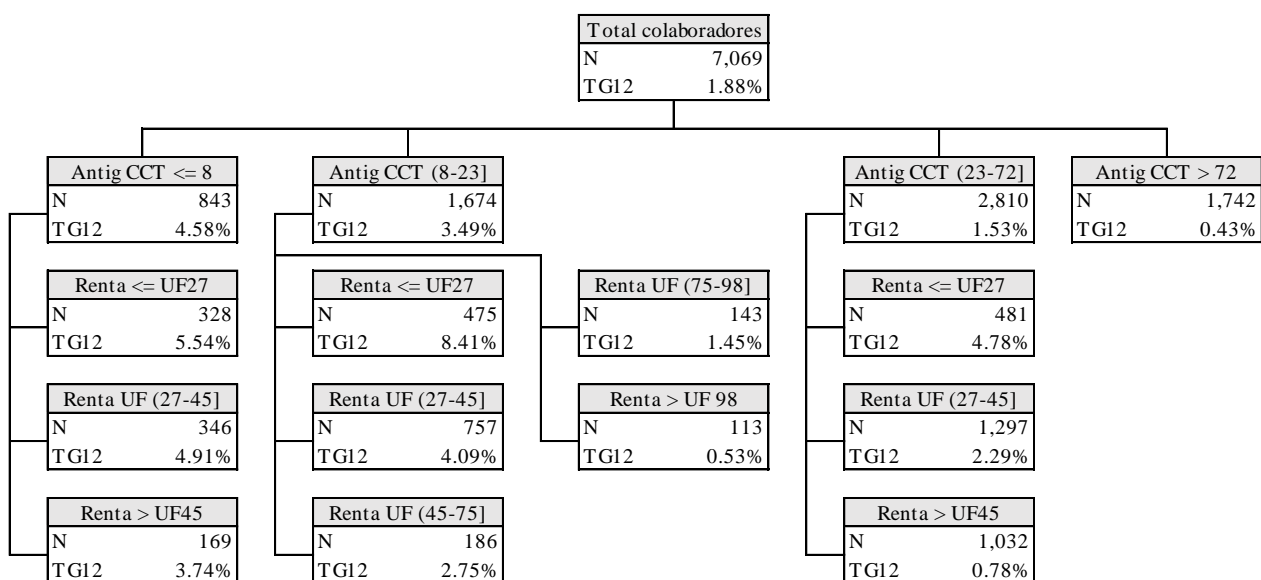 Total colaboradores
N 7,069
TG12 1.88%
Antig CCT <= 8
N 843
TG12 4.58%
Antig CCT (8-23]
N 1,674
TG12 3.49%
Antig CCT (23-72]
N 2,810
TG12 1.53%
Antig CCT > 72
N 1,742
TG12 0.43%
Renta <= UF27
N 328
TG12 5.54%
Renta <= UF27
N 475
TG12 8.41%
Renta UF (75-98]
N 143
TG12 1.45%
Renta <= UF27
N 481
TG12 4.78%
Renta UF (27-45]
N 346
TG12 4.91%
Renta UF (27-45]
N 757
TG12 4.09%
Renta > UF 98
N 113
TG12 0.53%
Renta UF (27-45]
N 1,297
TG12 2.29%
Renta > UF45
N 169
TG12 3.74%
Renta UF (45-75]
N 186
TG12 2.75%
Renta > UF45
N 1,032
TG12 0.78%